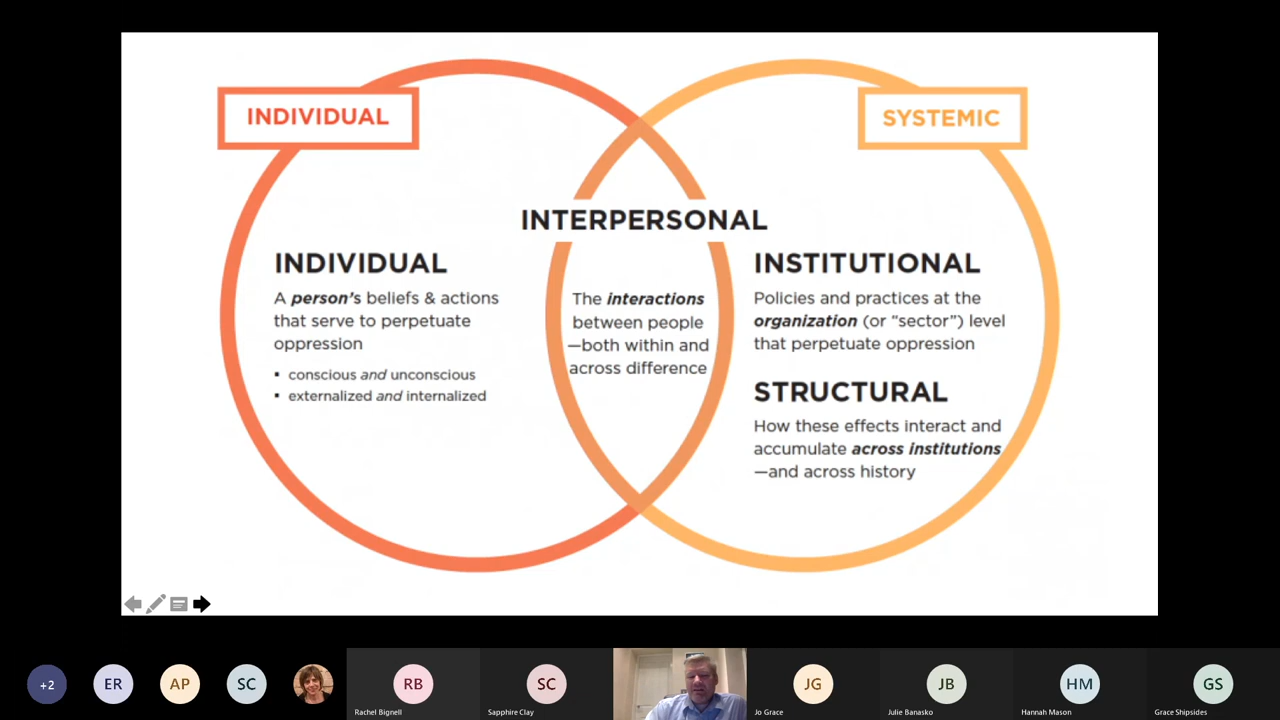 INDIVIDUAL
SYSTEMIC
INTERPERSONAL
INDIVIDUAL
A person's beliefs & actions
that serve to perpetuate
oppression
▪ conscious and unconscious
▪ externalized and internalized
The interactions
between people
—both within and
across difference
INSTITUTIONAL
Policies and practices at the
organization (or “sector”) level
that perpetuate oppression
STRUCTURAL
How these effects interact and
accumulate across institutions
—and across history
+2
ER
AP
SC
RB
Rachel Bignell
SC
Sapphire Clay
JG
Jo Grace
JB
Julie Banasko
HM
Hannah Mason
GS
Grace Shipsides